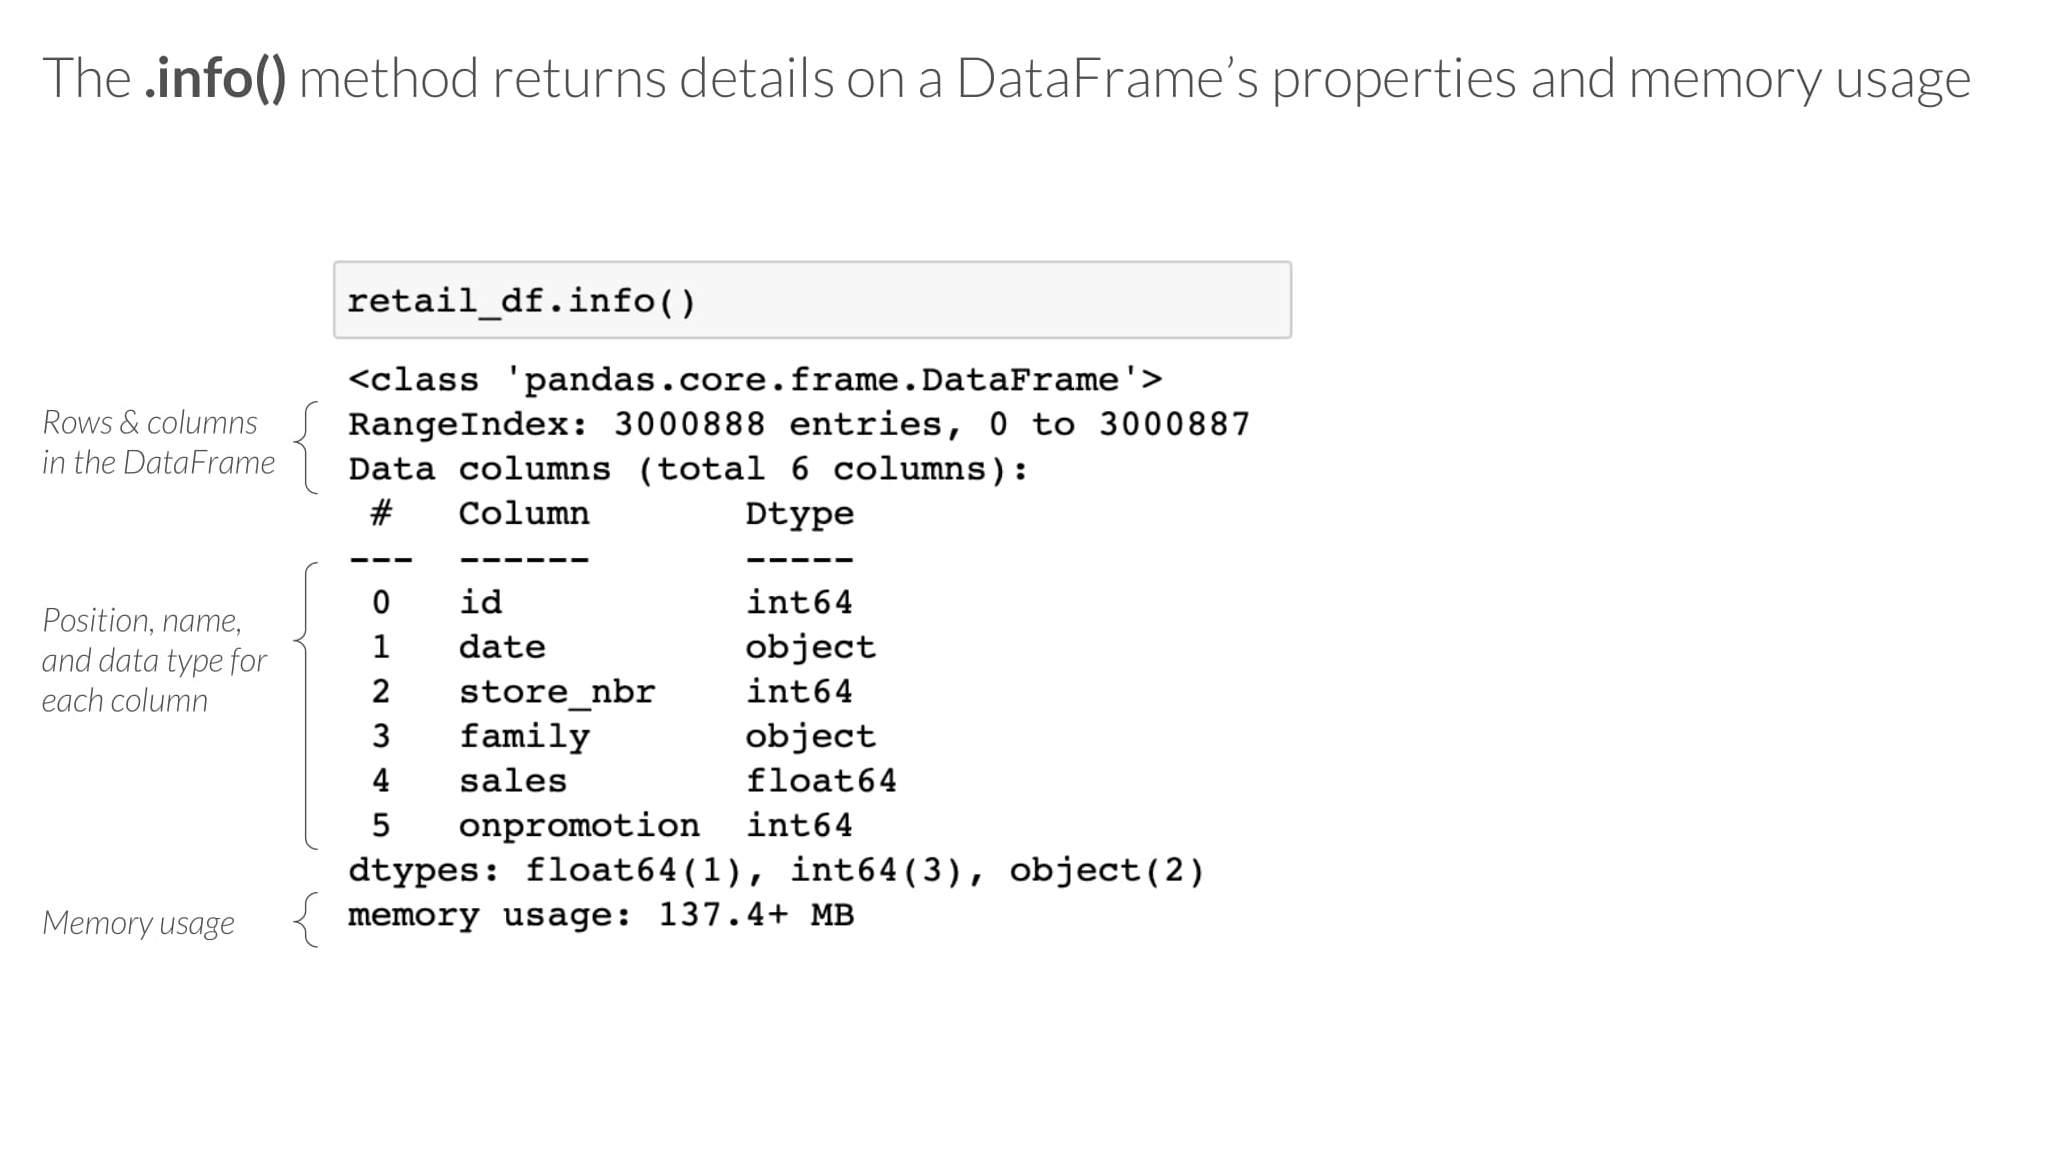 The .info() method returns details on a DataFrame’s properties and memory usage
retail_df.info()
<class 'pandas.core.frame.DataFrame'>
Rows & columns
in the DataFrame
RangeIndex: 3000888 entries, 0 to 3000887
Data columns (total 6 columns):
# Column Dtype
--- ------ -----
Position, name,
and data type for
each column
0 id int64
1 date object
2 store_nbr int64
3 family object
4 sales float64
5 onpromotion int64
dtypes: float64(1), int64(3), object(2)
Memory usage
memory usage: 137.4+ MB